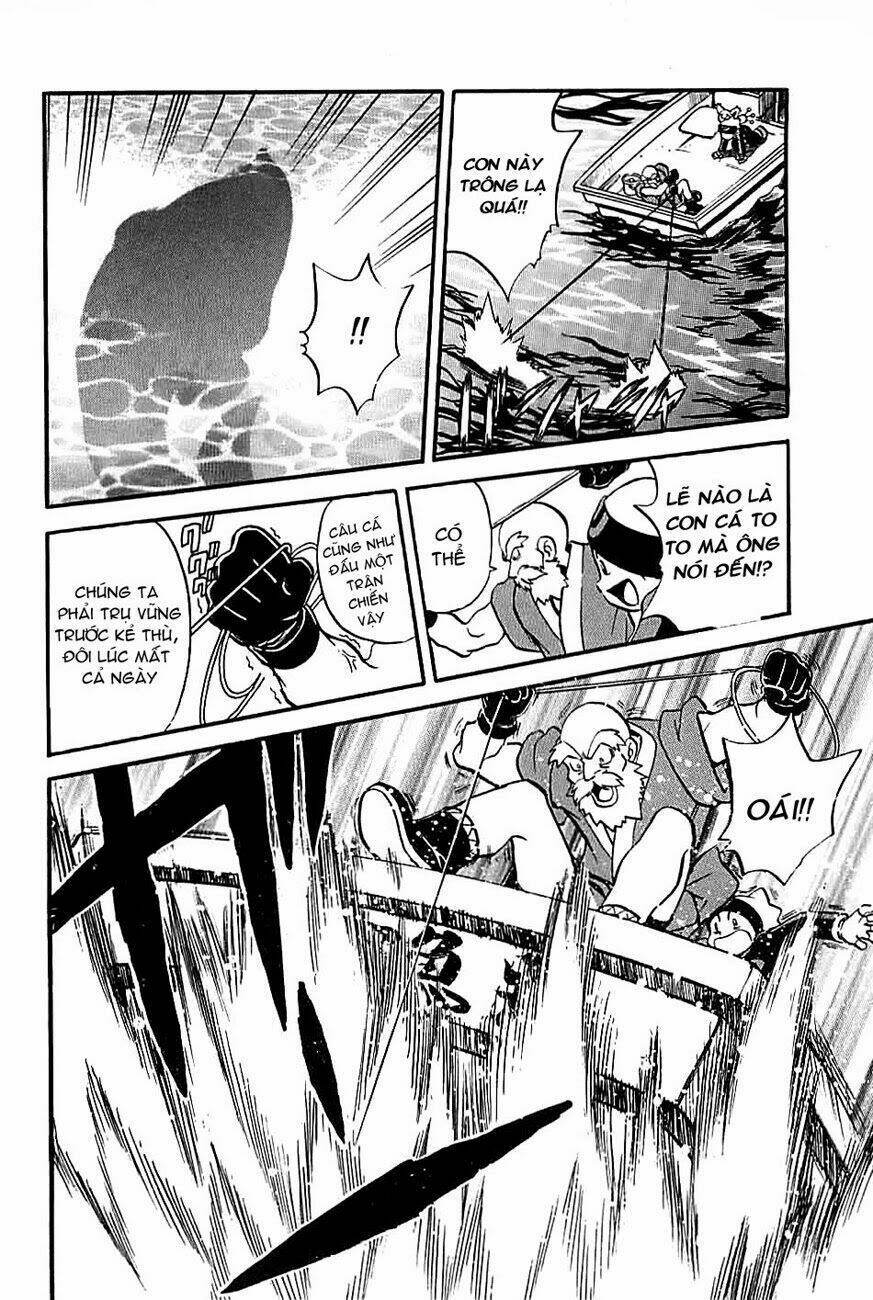 CON NÀY
TRÔNG LẠ
QUÁ!!
!!
LẼ NÀO LÀ
CON CÁ TO
TO MÀ ÔNG
NÓI ĐẾN!?
CÓ
THỂ
CÂU CÁ
CŨNG NHƯ
ĐẤU MỘT
TRẬN
CHIẾN
VẬY
CHÚNG TA
PHẢI TRỤ VỮNG
TRƯỚC KẺ THÙ,
ĐÔI LÚC MẤT
CẢ NGÀY
OÁI!!